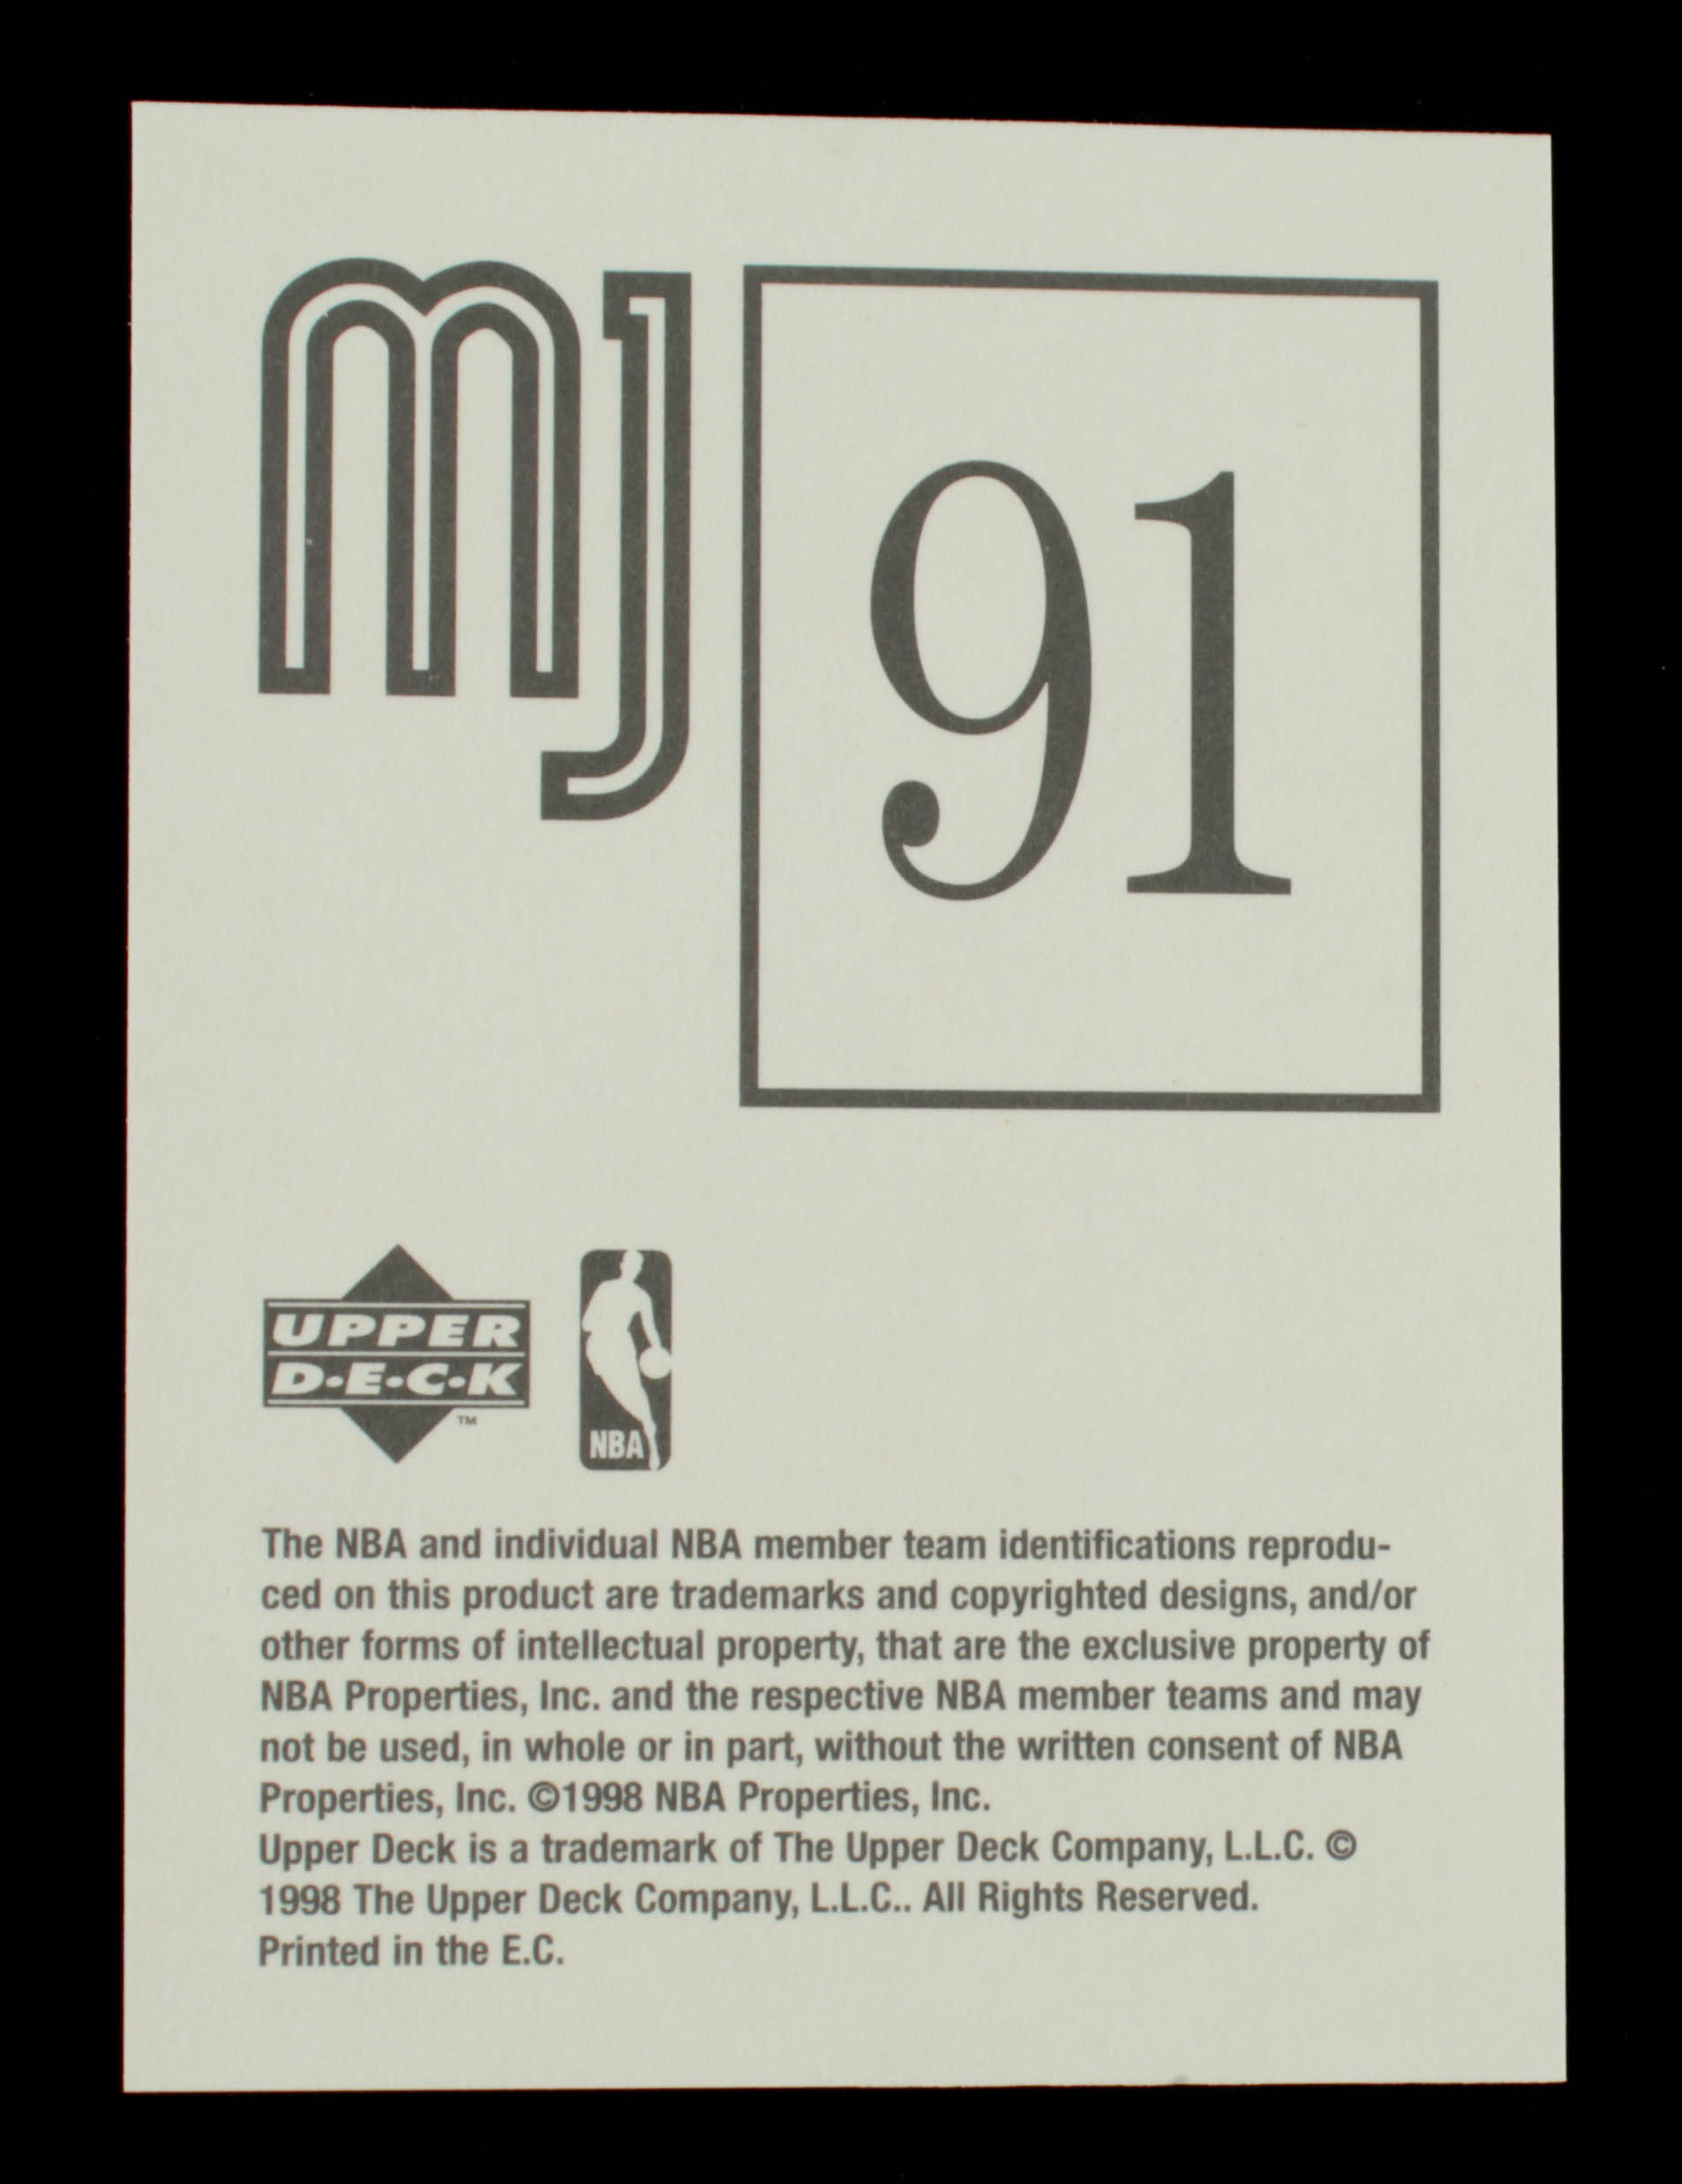 MJ
91
UPPER
D•E•C•K
TM
NBA
The NBA and individual NBA member team identifications reprodu-
ced on this product are trademarks and copyrighted designs, and/or
other forms of intellectual property, that are the exclusive property of
NBA Properties, Inc. and the respective NBA member teams and may
not be used, in whole or in part, without the written consent of NBA
Properties, Inc. ©1998 NBA Properties, Inc.
Upper Deck is a trademark of The Upper Deck Company, L.L.C. ©
1998 The Upper Deck Company, L.L.C.. All Rights Reserved.
Printed in the E.C.